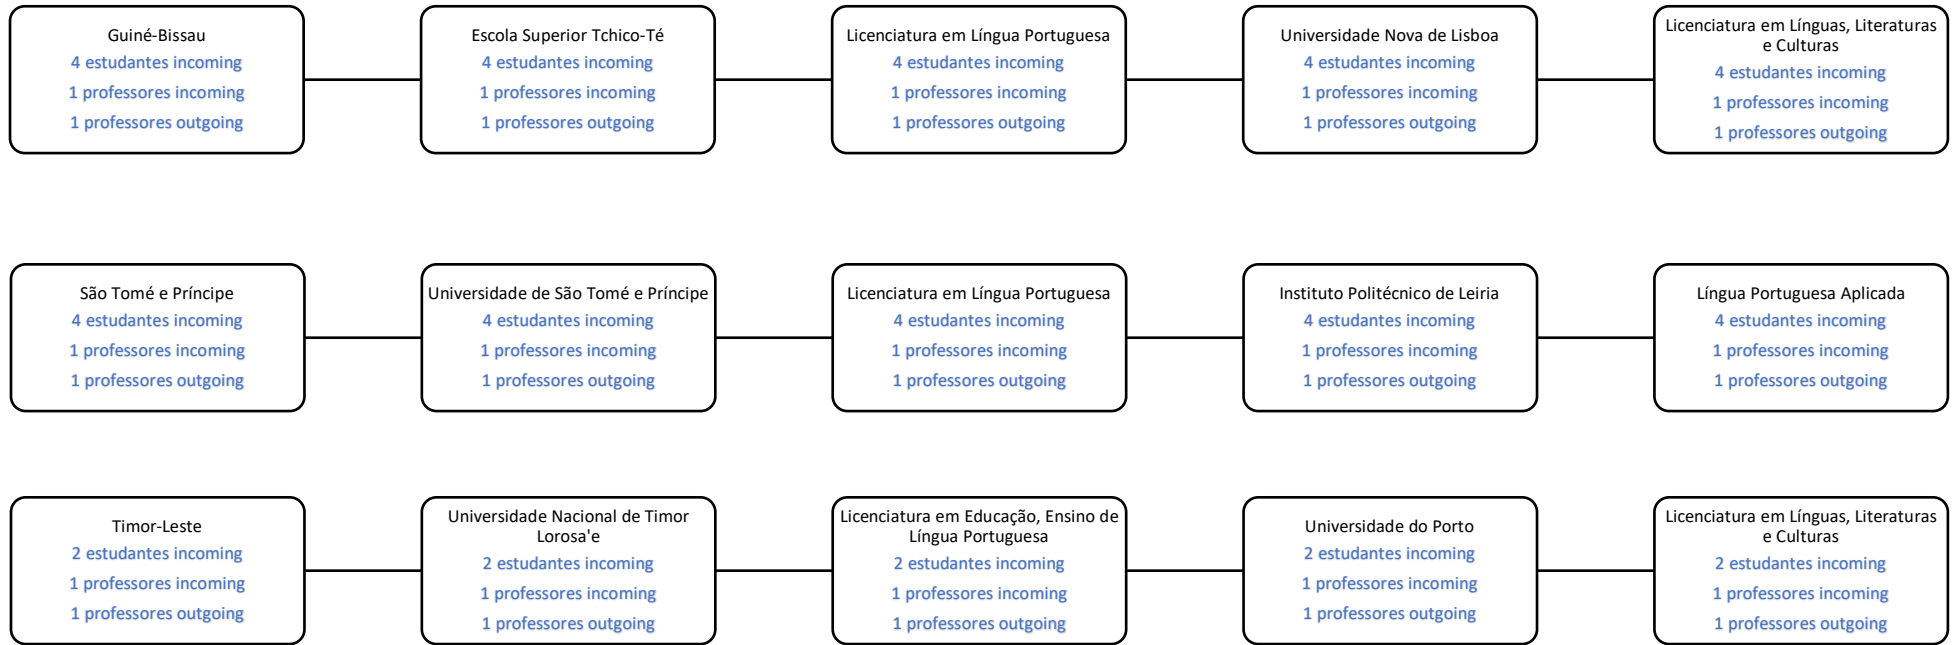 Guiné-Bissau
4 estudantes incoming
1 professores incoming
1 professores outgoing
Escola Superior Tchico-Té
4 estudantes incoming
1 professores incoming
1 professores outgoing
Licenciatura em Língua Portuguesa
4 estudantes incoming
1 professores incoming
1 professores outgoing
Universidade Nova de Lisboa
4 estudantes incoming
1 professores incoming
1 professores outgoing
Licenciatura em Línguas, Literaturas
e Culturas
4 estudantes incoming
1 professores incoming
1 professores outgoing
São Tomé e Príncipe
4 estudantes incoming
1 professores incoming
1 professores outgoing
Universidade de São Tomé e Príncipe
4 estudantes incoming
1 professores incoming
1 professores outgoing
Licenciatura em Língua Portuguesa
4 estudantes incoming
1 professores incoming
1 professores outgoing
Instituto Politécnico de Leiria
4 estudantes incoming
1 professores incoming
1 professores outgoing
Língua Portuguesa Aplicada
4 estudantes incoming
1 professores incoming
1 professores outgoing
Timor-Leste
2 estudantes incoming
1 professores incoming
1 professores outgoing
Universidade Nacional de Timor
Lorosa'e
2 estudantes incoming
1 professores incoming
1 professores outgoing
Licenciatura em Educação, Ensino de
Língua Portuguesa
2 estudantes incoming
1 professores incoming
1 professores outgoing
Universidade do Porto
2 estudantes incoming
1 professores incoming
1 professores outgoing
Licenciatura em Línguas, Literaturas
e Culturas
2 estudantes incoming
1 professores incoming
1 professores outgoing